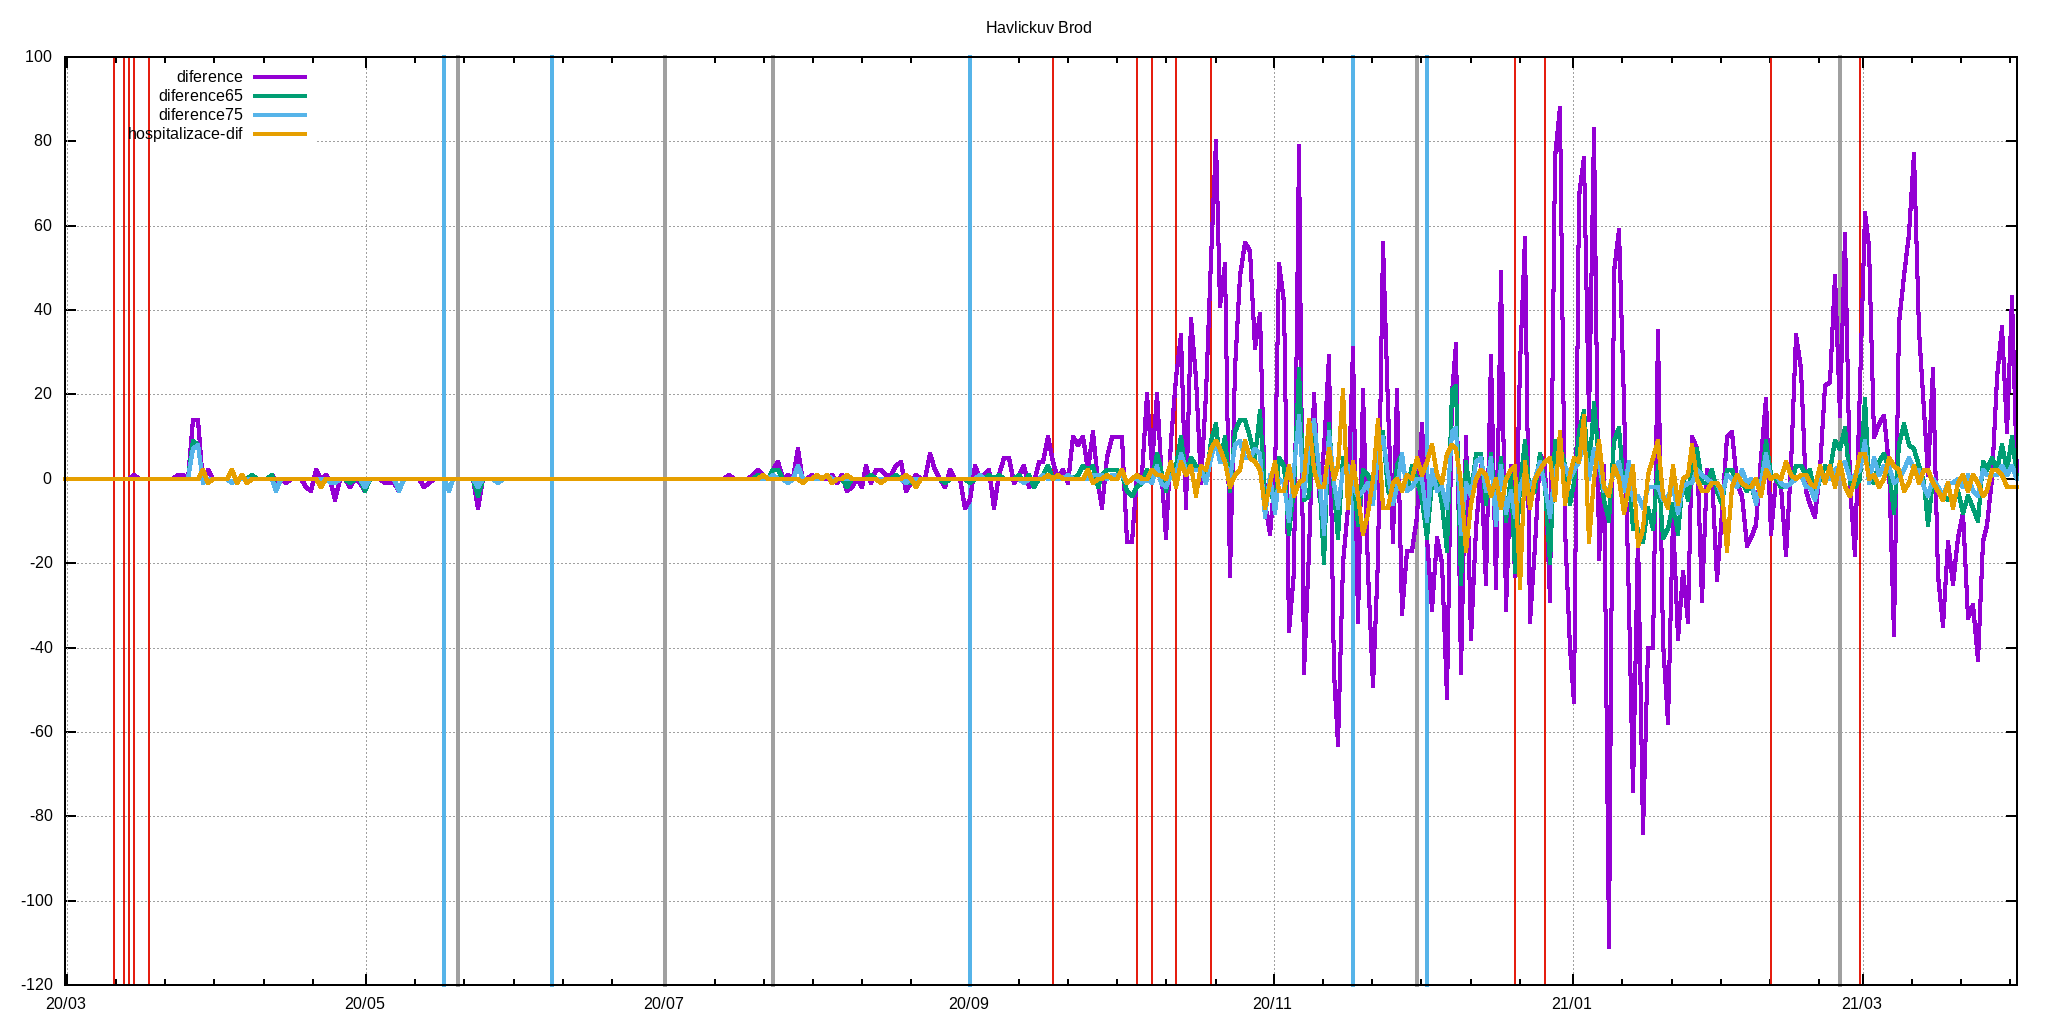 Havlickuv Brod
100
diference
diference65
diference75
hospitalizace-dif
80
60
40
20
0
-20
-40
-60
-80
-100
-120
20/03 20/05 20/07 20/09 20/11 21/01 21/03